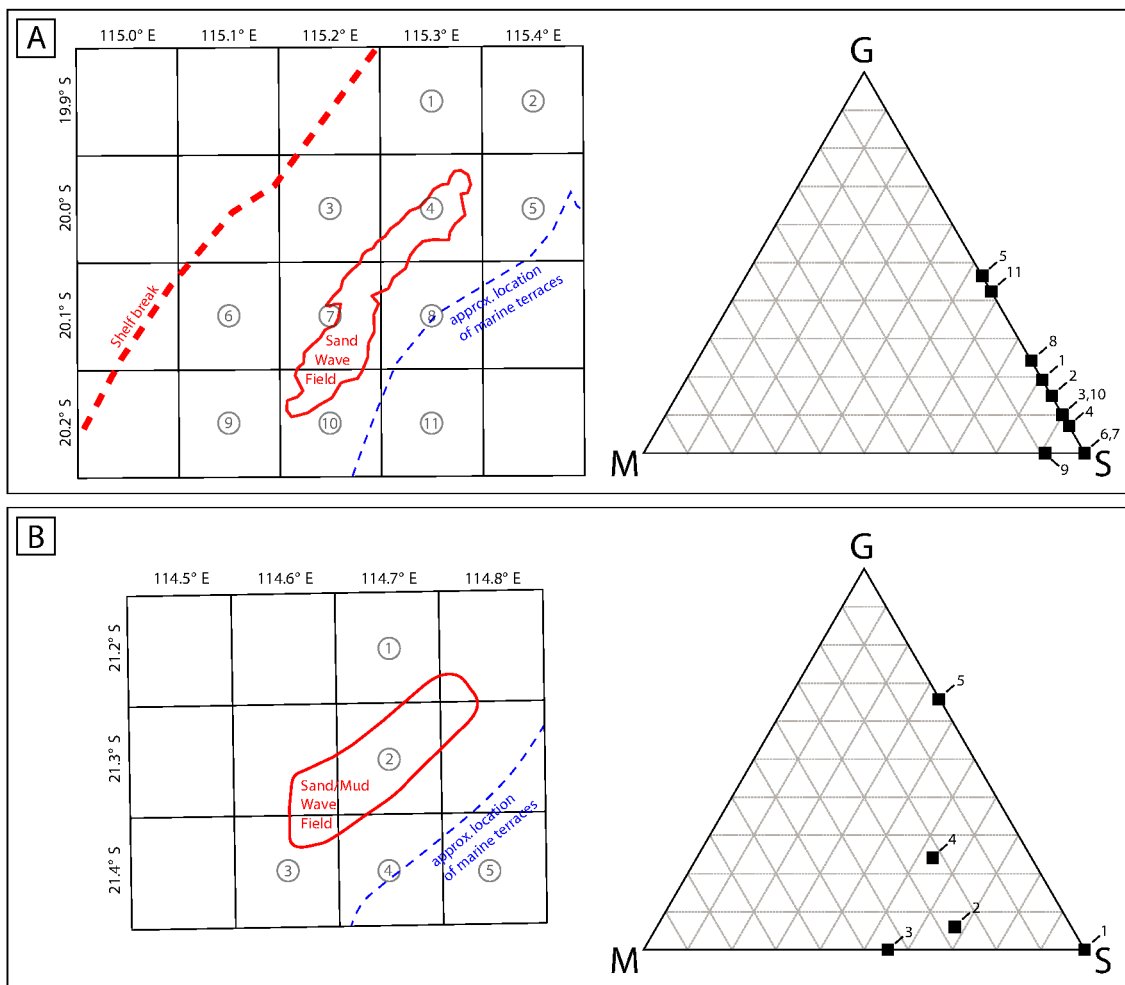 A
115.0° E 115.1° E 115.2° E 115.3° E 115.4° E
19.9° S
20.0° S
20.1° S
20.2° S
1 2
3 4 5
6 7 8
9 10 11
Shelf break
Sand
Wave
Field
approx. location
of marine terraces
G
5
11
8
1
2
3,10
4
6,7
9
M S
B
114.5° E 114.6° E 114.7° E 114.8° E
21.2° S
21.3° S
21.4° S
1
2
3 4 5
Sand/Mud
Wave
Field
approx. location
of marine terraces
G
5
4
2
3
1
M S